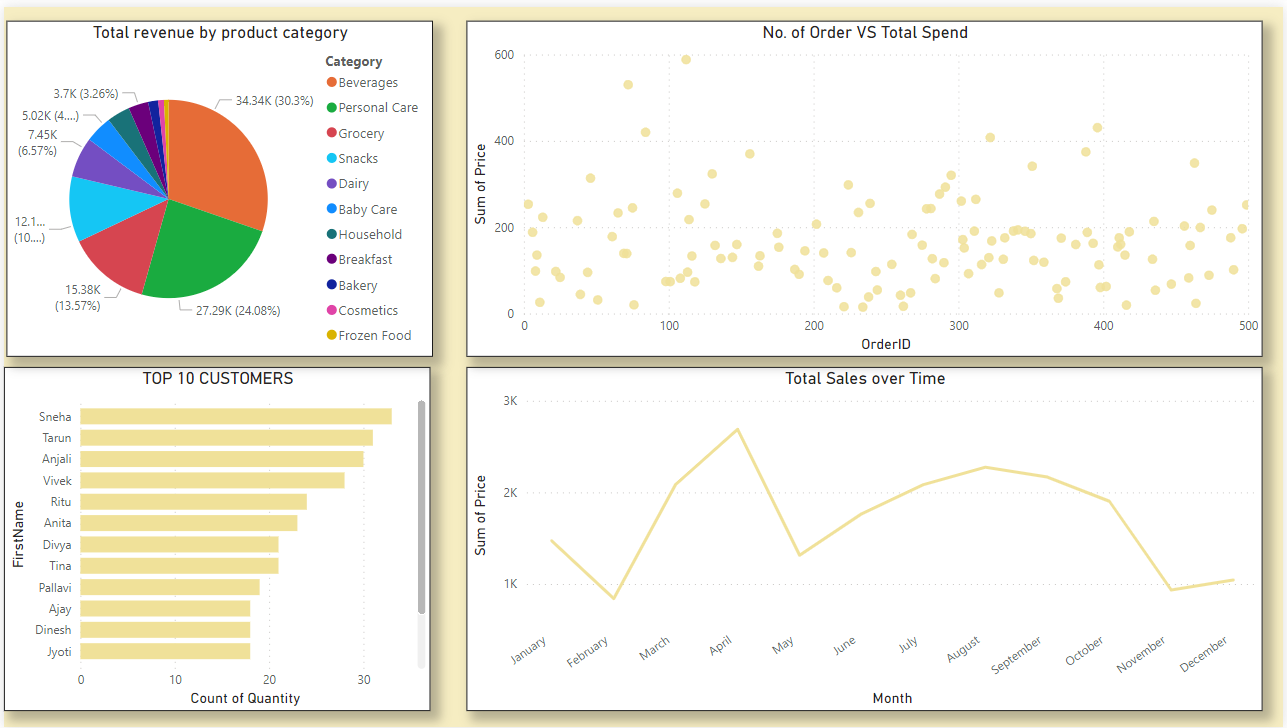 Total revenue by product category
Category
Beverages
Personal Care
Grocery
Snacks
Dairy
Baby Care
Household
Breakfast
Bakery
Cosmetics
Frozen Food
3.7K (3.26%)
5.02K (4....)
7.45K
(6.57%)
12.1...
(10....)
15.38K
(13.57%)
27.29K (24.08%)
34.34K (30.3%)
No. of Order VS Total Spend
Sum of Price
600
400
200
0
0 100 200 300 400 500
OrderID
TOP 10 CUSTOMERS
FirstName
Sneha
Tarun
Anjali
Vivek
Ritu
Anita
Divya
Tina
Pallavi
Ajay
Dinesh
Jyoti
0 10 20 30
Count of Quantity
Total Sales over Time
Sum of Price
3K
2K
1K
January February March April May June July August September October November December
Month